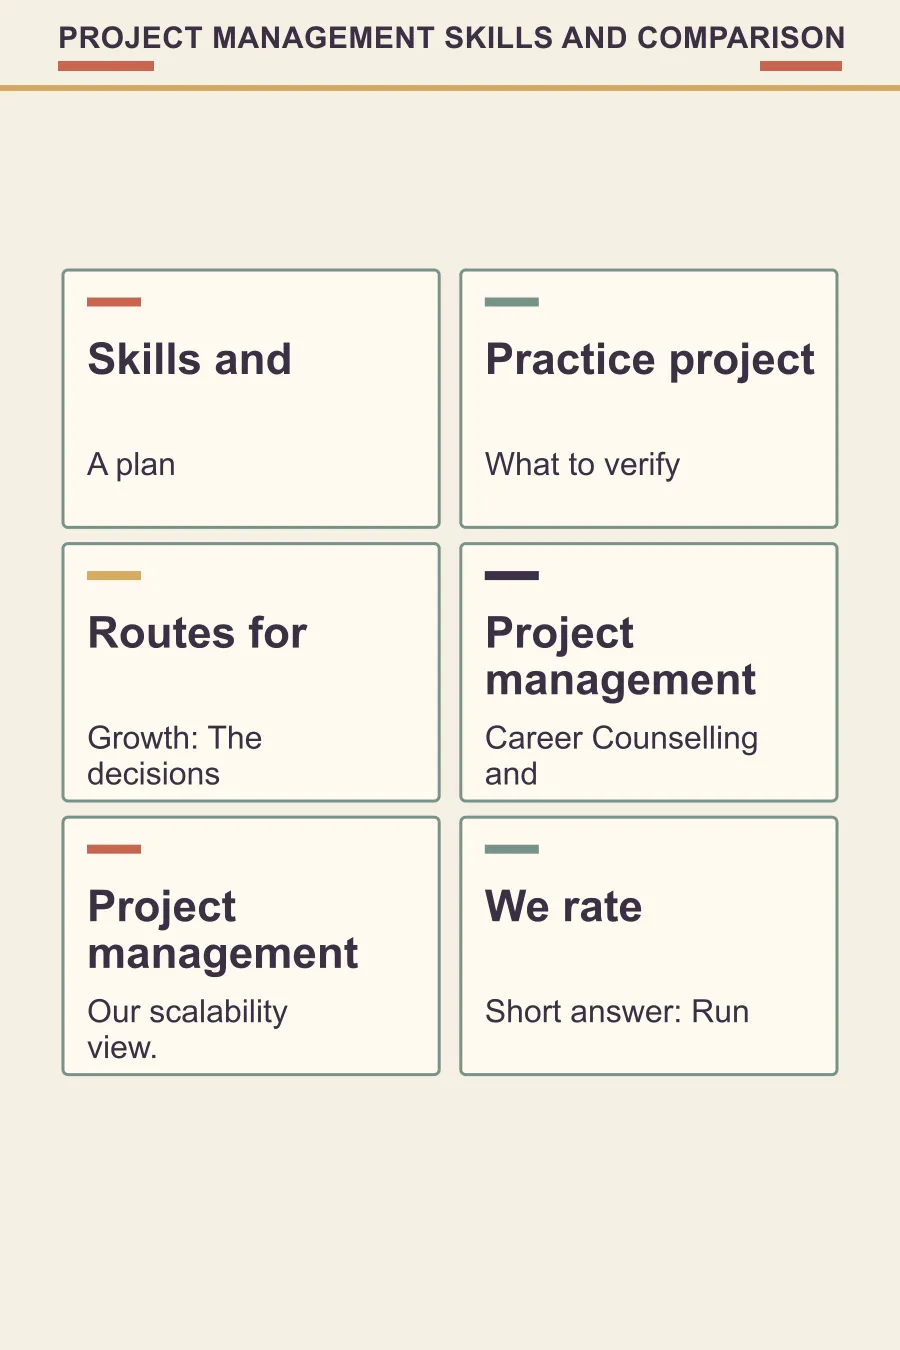 PROJECT MANAGEMENT SKILLS AND COMPARISON
Skills and
A plan
Practice project
What to verify
Routes for
Growth: The
decisions
Project
management
Career Counselling
and
Project
management
Our scalability
view.
We rate
Short answer: Run